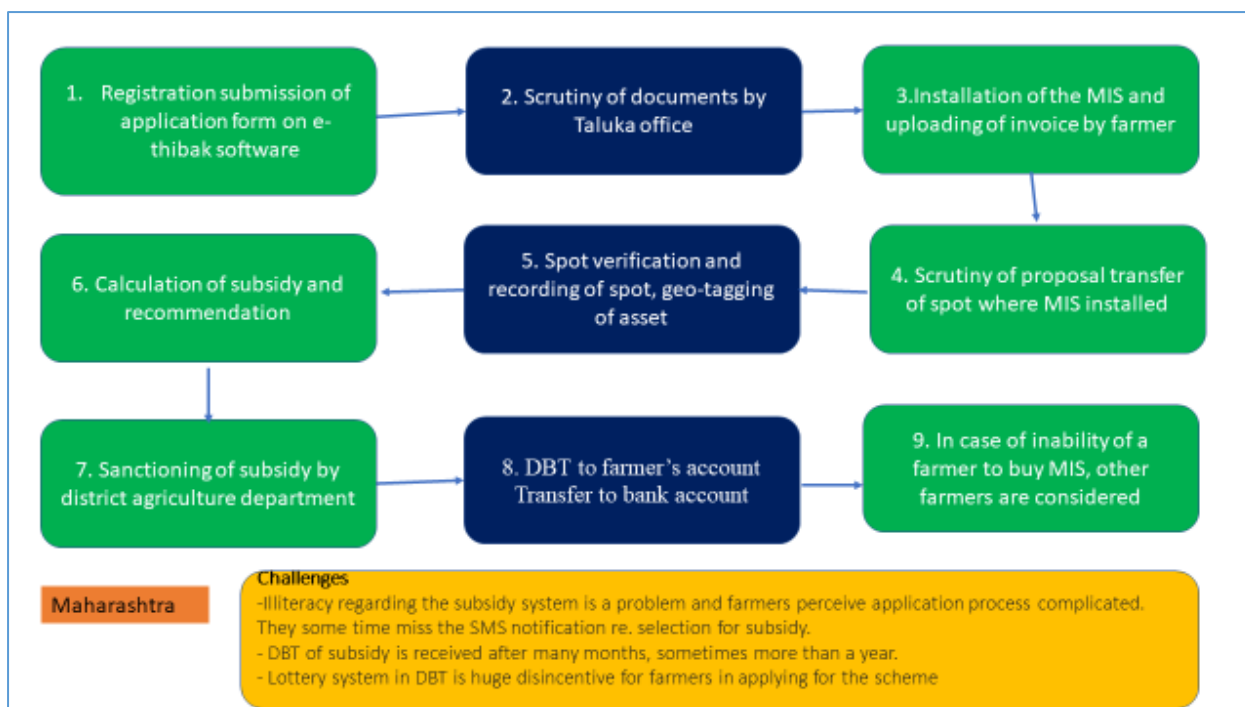 1. Registration submission of
application form on e-
thibak software
2. Scrutiny of documents by
Taluka office
3.Installation of the MIS and
uploading of invoice by farmer
6. Calculation of subsidy and
recommendation
5. Spot verification and
recording of spot, geo-tagging
of asset
4. Scrutiny of proposal transfer
of spot where MIS installed
7. Sanctioning of subsidy by
district agriculture department
8. DBT to farmer's account
Transfer to bank account
9. In case of inability of a
farmer to buy MIS, other
farmers are considered
Maharashtra
Challenges
-Illiteracy regarding the subsidy system is a problem and farmers perceive application process complicated.
They some time miss the SMS notification re. selection for subsidy.
- DBT of subsidy is received after many months, sometimes more than a year.
- Lottery system in DBT is huge disincentive for farmers in applying for the scheme